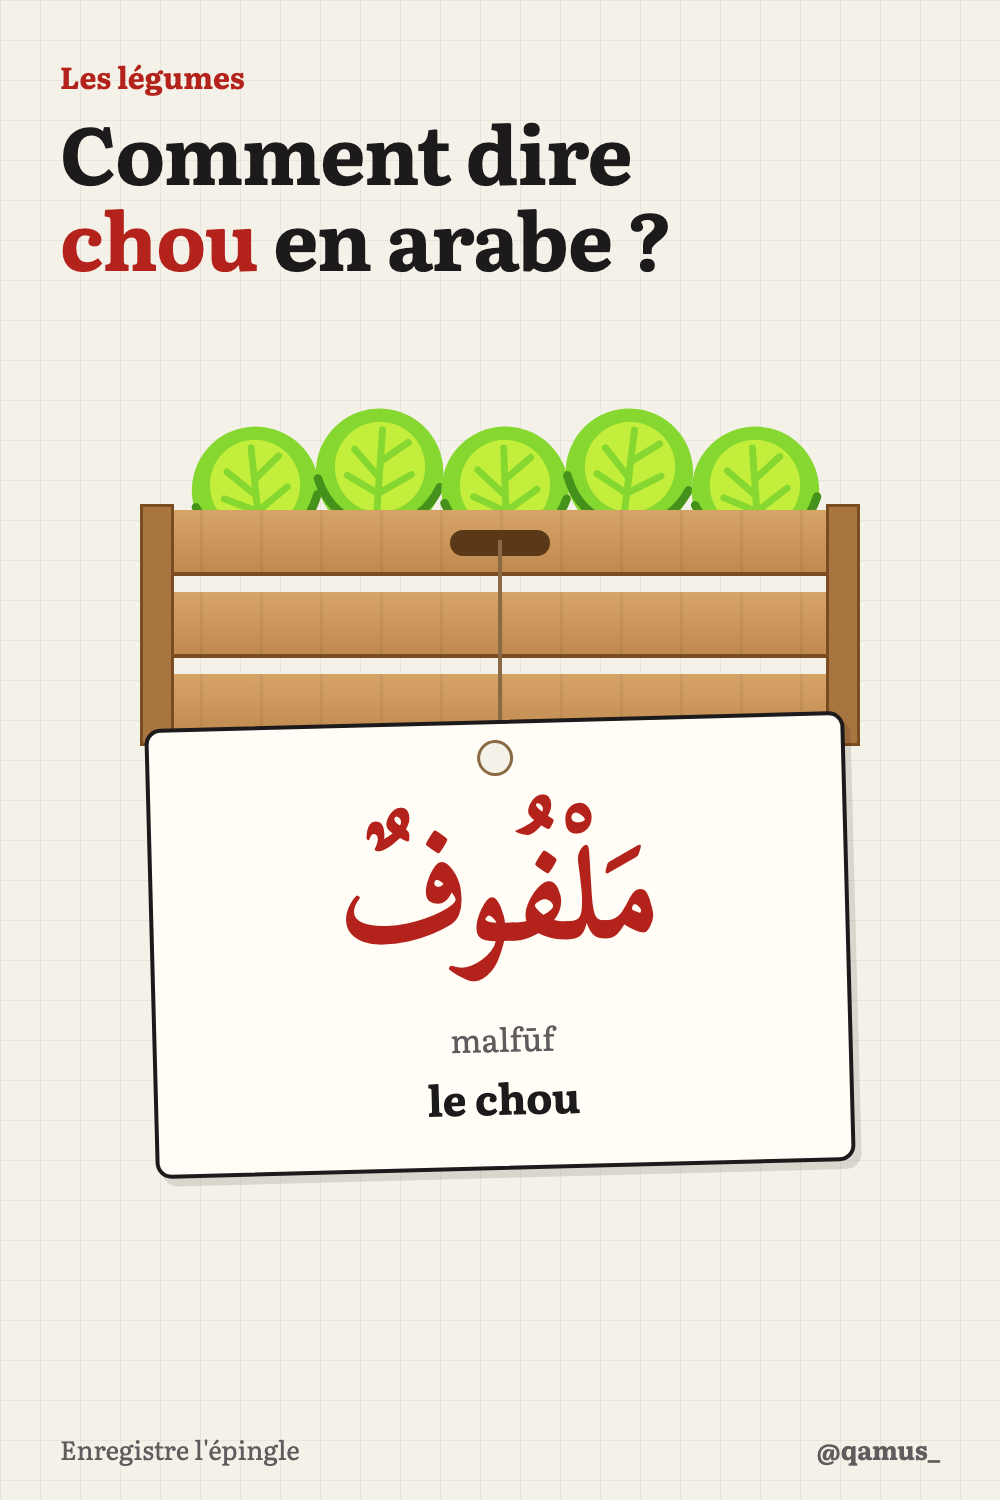 Les légumes
Comment dire
chou en arabe ?
مَلْفُوفٌ
malfūf
le chou
Enregistre l'épingle
@qamus_